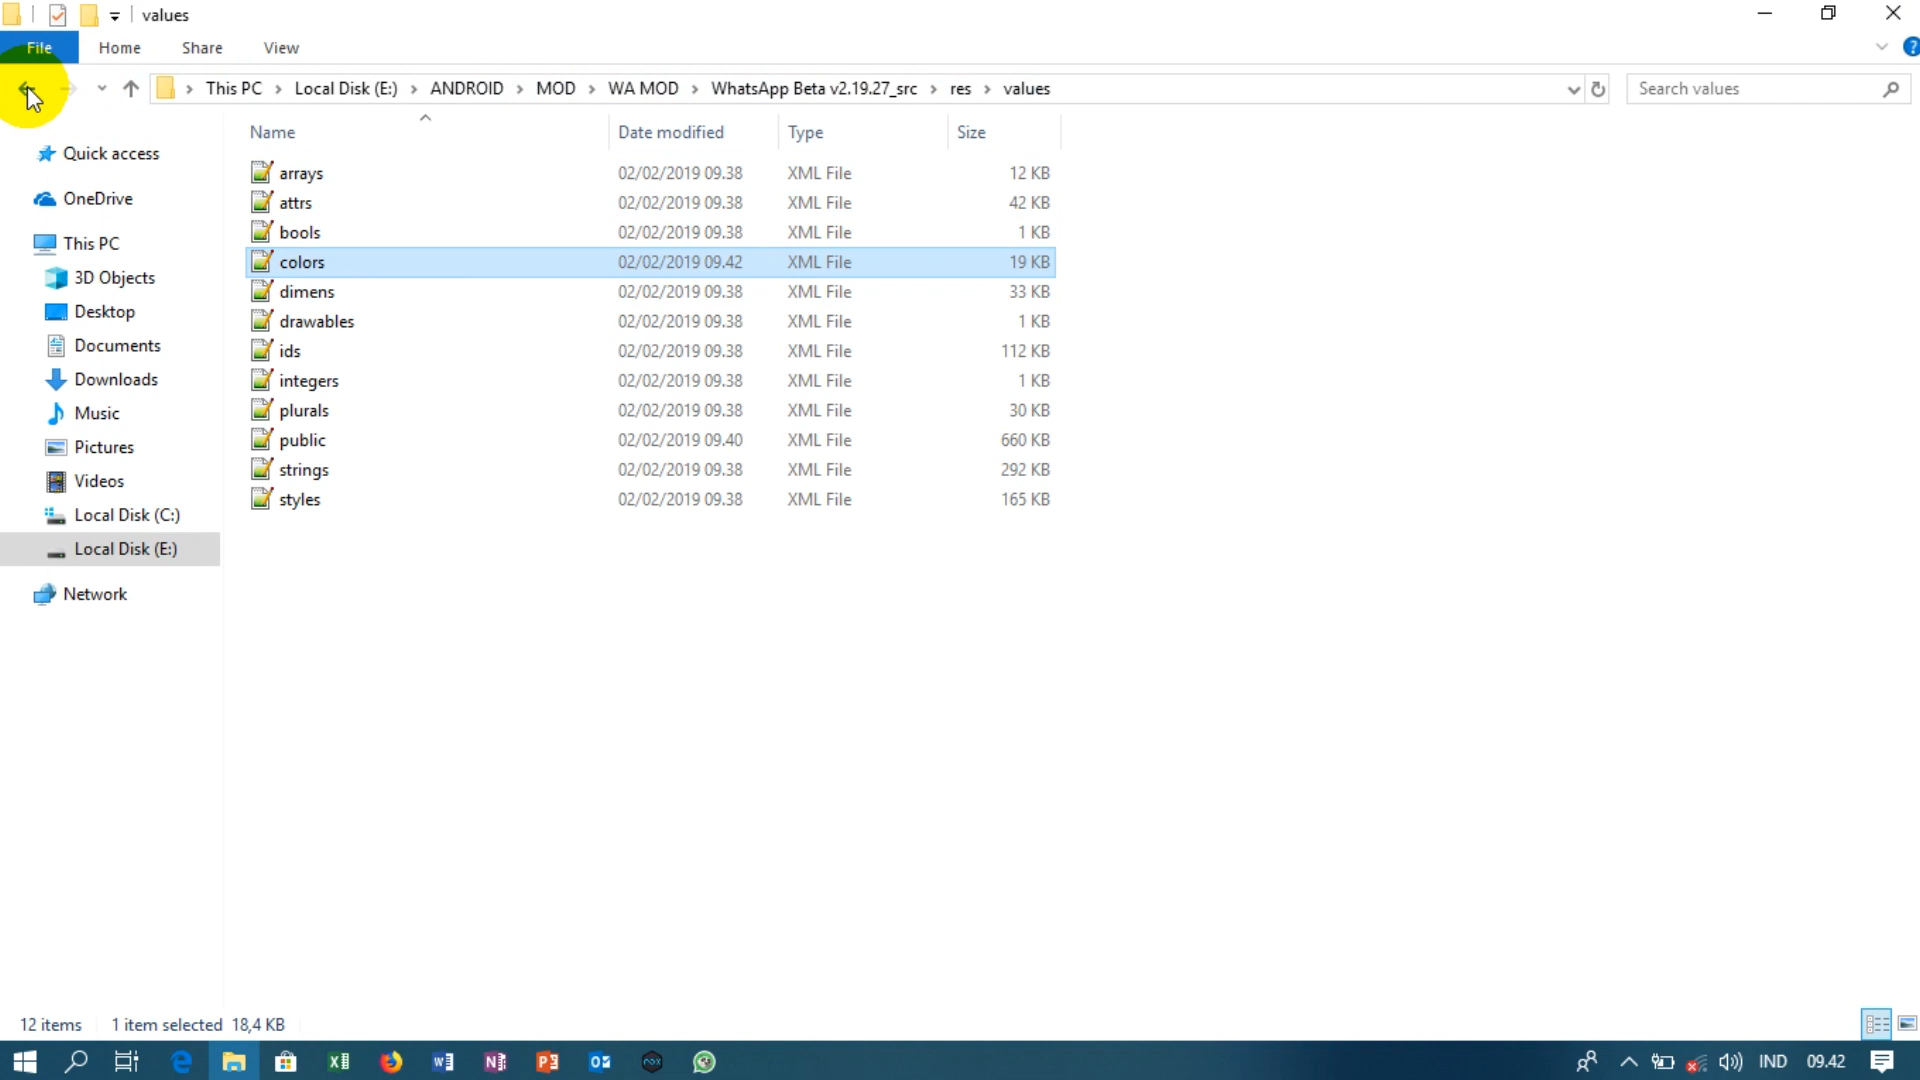 values
File Home Share View
This PC Local Disk (E:) ANDROID MOD WA MOD WhatsApp Beta v2.19.27_src res values
Search values
Name Date modified Type Size
Quick access
OneDrive
This PC
3D Objects
Desktop
Documents
Downloads
Music
Pictures
Videos
Local Disk (C:)
Local Disk (E:)
Network
arrays 02/02/2019 09.38 XML File 12 KB
attrs 02/02/2019 09.38 XML File 42 KB
bools 02/02/2019 09.38 XML File 1 KB
colors 02/02/2019 09.42 XML File 19 KB
dimens 02/02/2019 09.38 XML File 33 KB
drawables 02/02/2019 09.38 XML File 1 KB
ids 02/02/2019 09.38 XML File 112 KB
integers 02/02/2019 09.38 XML File 1 KB
plurals 02/02/2019 09.38 XML File 30 KB
public 02/02/2019 09.40 XML File 660 KB
strings 02/02/2019 09.38 XML File 292 KB
styles 02/02/2019 09.38 XML File 165 KB
12 items 1 item selected 18,4 KB
IND 09.42